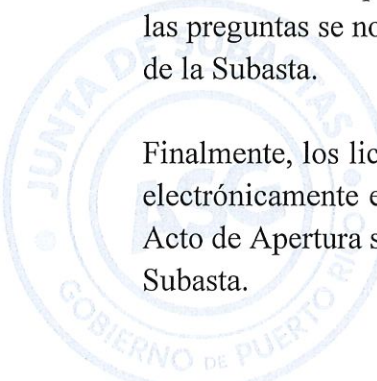 las preguntas se no
de la Subasta.
Finalmente, los lic
electrónicamente e
Acto de Apertura s
Subasta.
JUNTA DE SUBASTAS
ASG
GOBIERNO DE PUERTO RICO